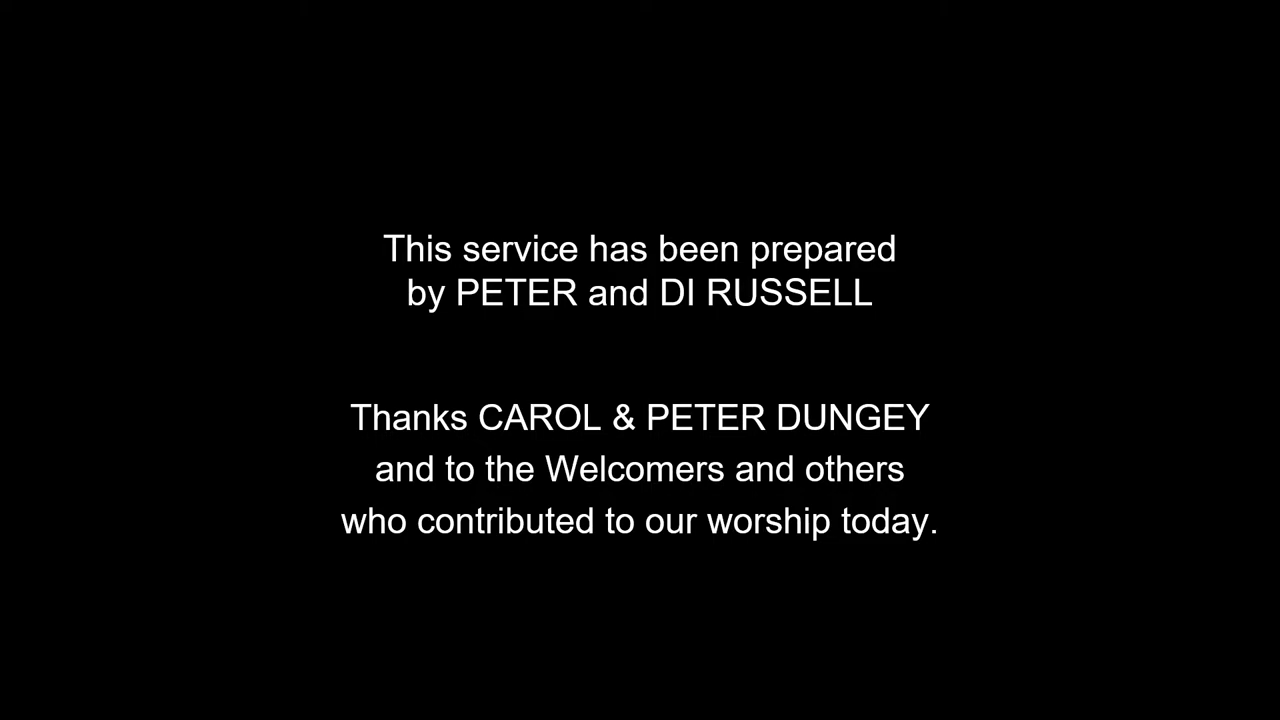 This service has been prepared
by PETER and DI RUSSELL
Thanks CAROL & PETER DUNGEY
and to the Welcomers and others
who contributed to our worship today.